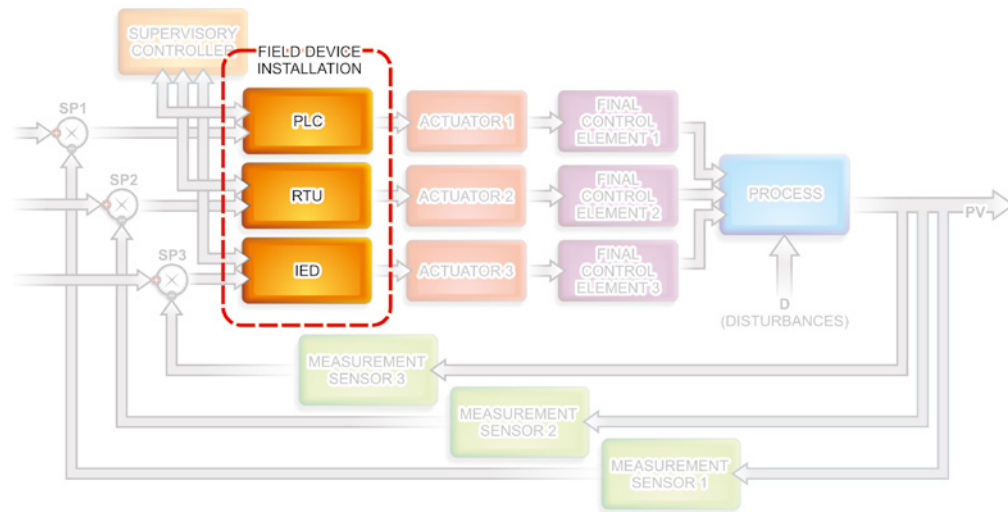 SUPERVISORY
CONTROLLER
FIELD DEVICE
INSTALLATION
SP1
PLC
ACTUATOR 1
FINAL
CONTROL
ELEMENT 1
SP2
RTU
ACTUATOR 2
FINAL
CONTROL
ELEMENT 2
PROCESS
PV
SP3
IED
ACTUATOR 3
FINAL
CONTROL
ELEMENT 3
D
(DISTURBANCES)
MEASUREMENT
SENSOR 3
MEASUREMENT
SENSOR 2
MEASUREMENT
SENSOR 1